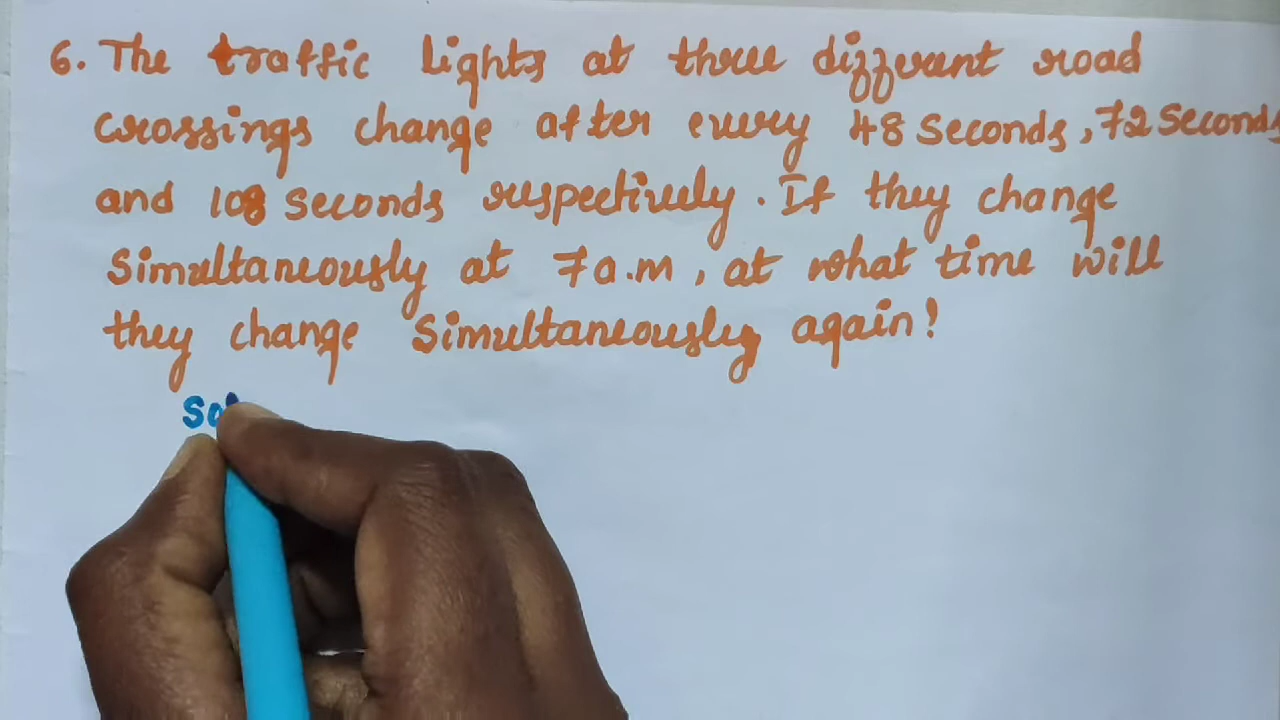 6. The traffic lights at three different road
crossings change after every 48 seconds, 72 seconds
and 108 seconds respectively. If they change
simultaneously at 7 a.m, at what time will
they change simultaneously again?
So